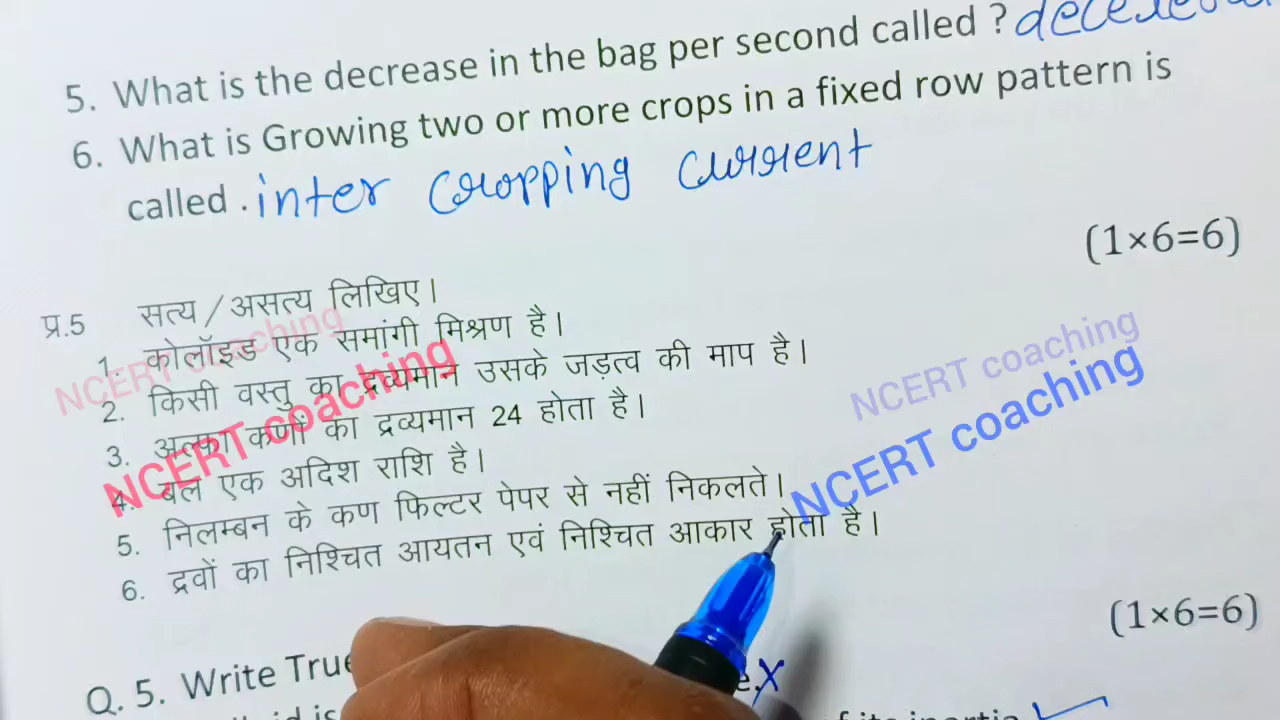 5. What is the decrease in the bag per second called ?
6. What is Growing two or more crops in a fixed row pattern is
called . inter cropping current
(1×6=6)
प्र.5 सत्य / असत्य लिखिए।
1. कोलॉइड एक समांगी मिश्रण है।
2. किसी वस्तु का द्रव्यमान उसके जड़त्व की माप है।
3. अल्फा कणों का द्रव्यमान 24 होता है।
4. बल एक अदिश राशि है।
5. निलम्बन के कण फिल्टर पेपर से नहीं निकलते।
6. द्रवों का निश्चित आयतन एवं निश्चित आकार होता है।
NCERT coaching
NCERT coaching
NCERT coaching
NCERT coaching
(1×6=6)
Q. 5. Write True